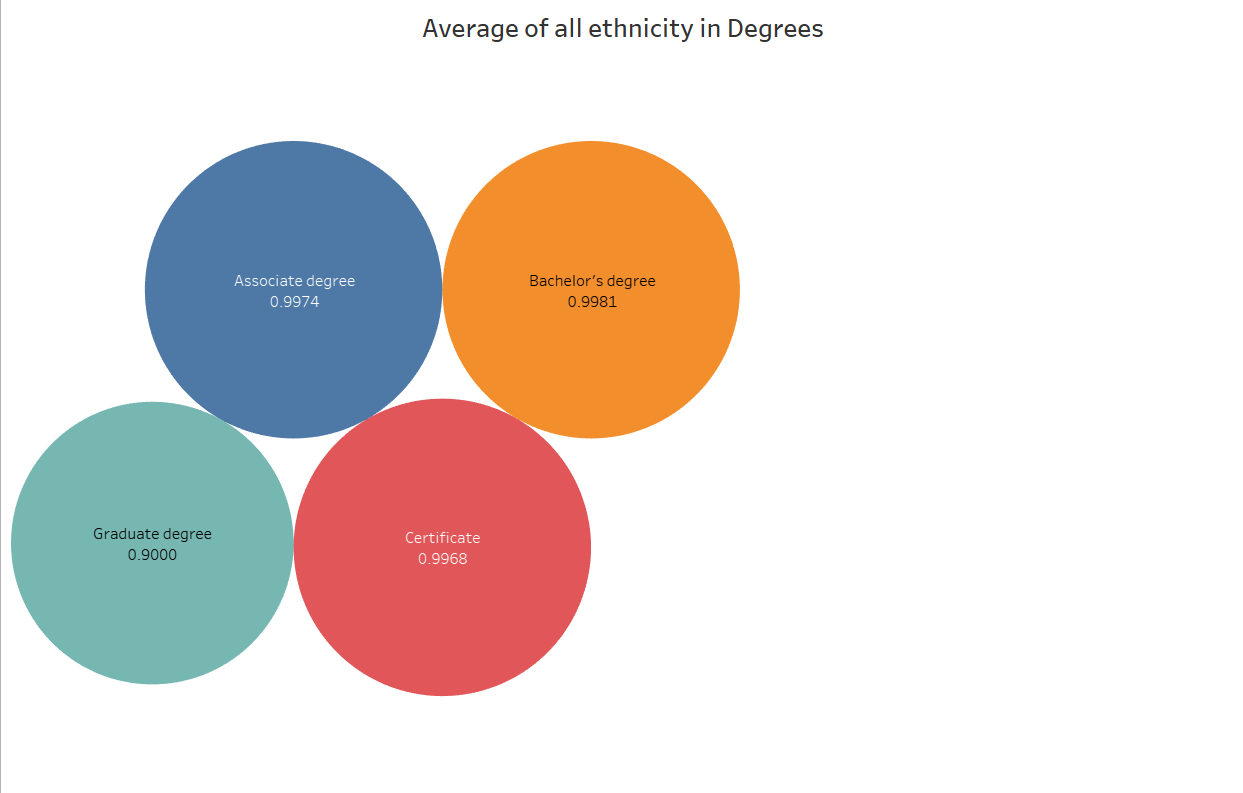 Average of all ethnicity in Degrees
Associate degree
0.9974
Bachelor’s degree
0.9981
Graduate degree
0.9000
Certificate
0.9968